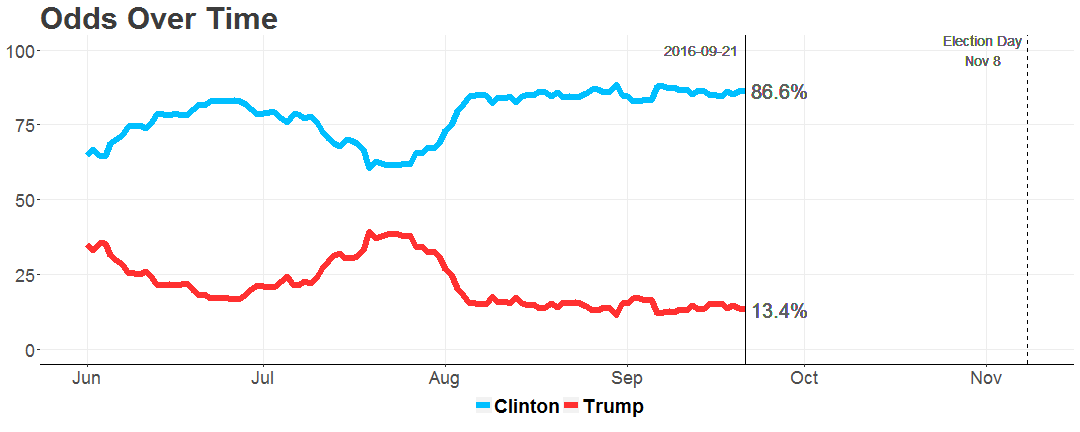 Odds Over Time
100
75
50
25
0
2016-09-21
Election Day
Nov 8
86.6%
13.4%
Jun Jul Aug Sep Oct Nov
Clinton Trump